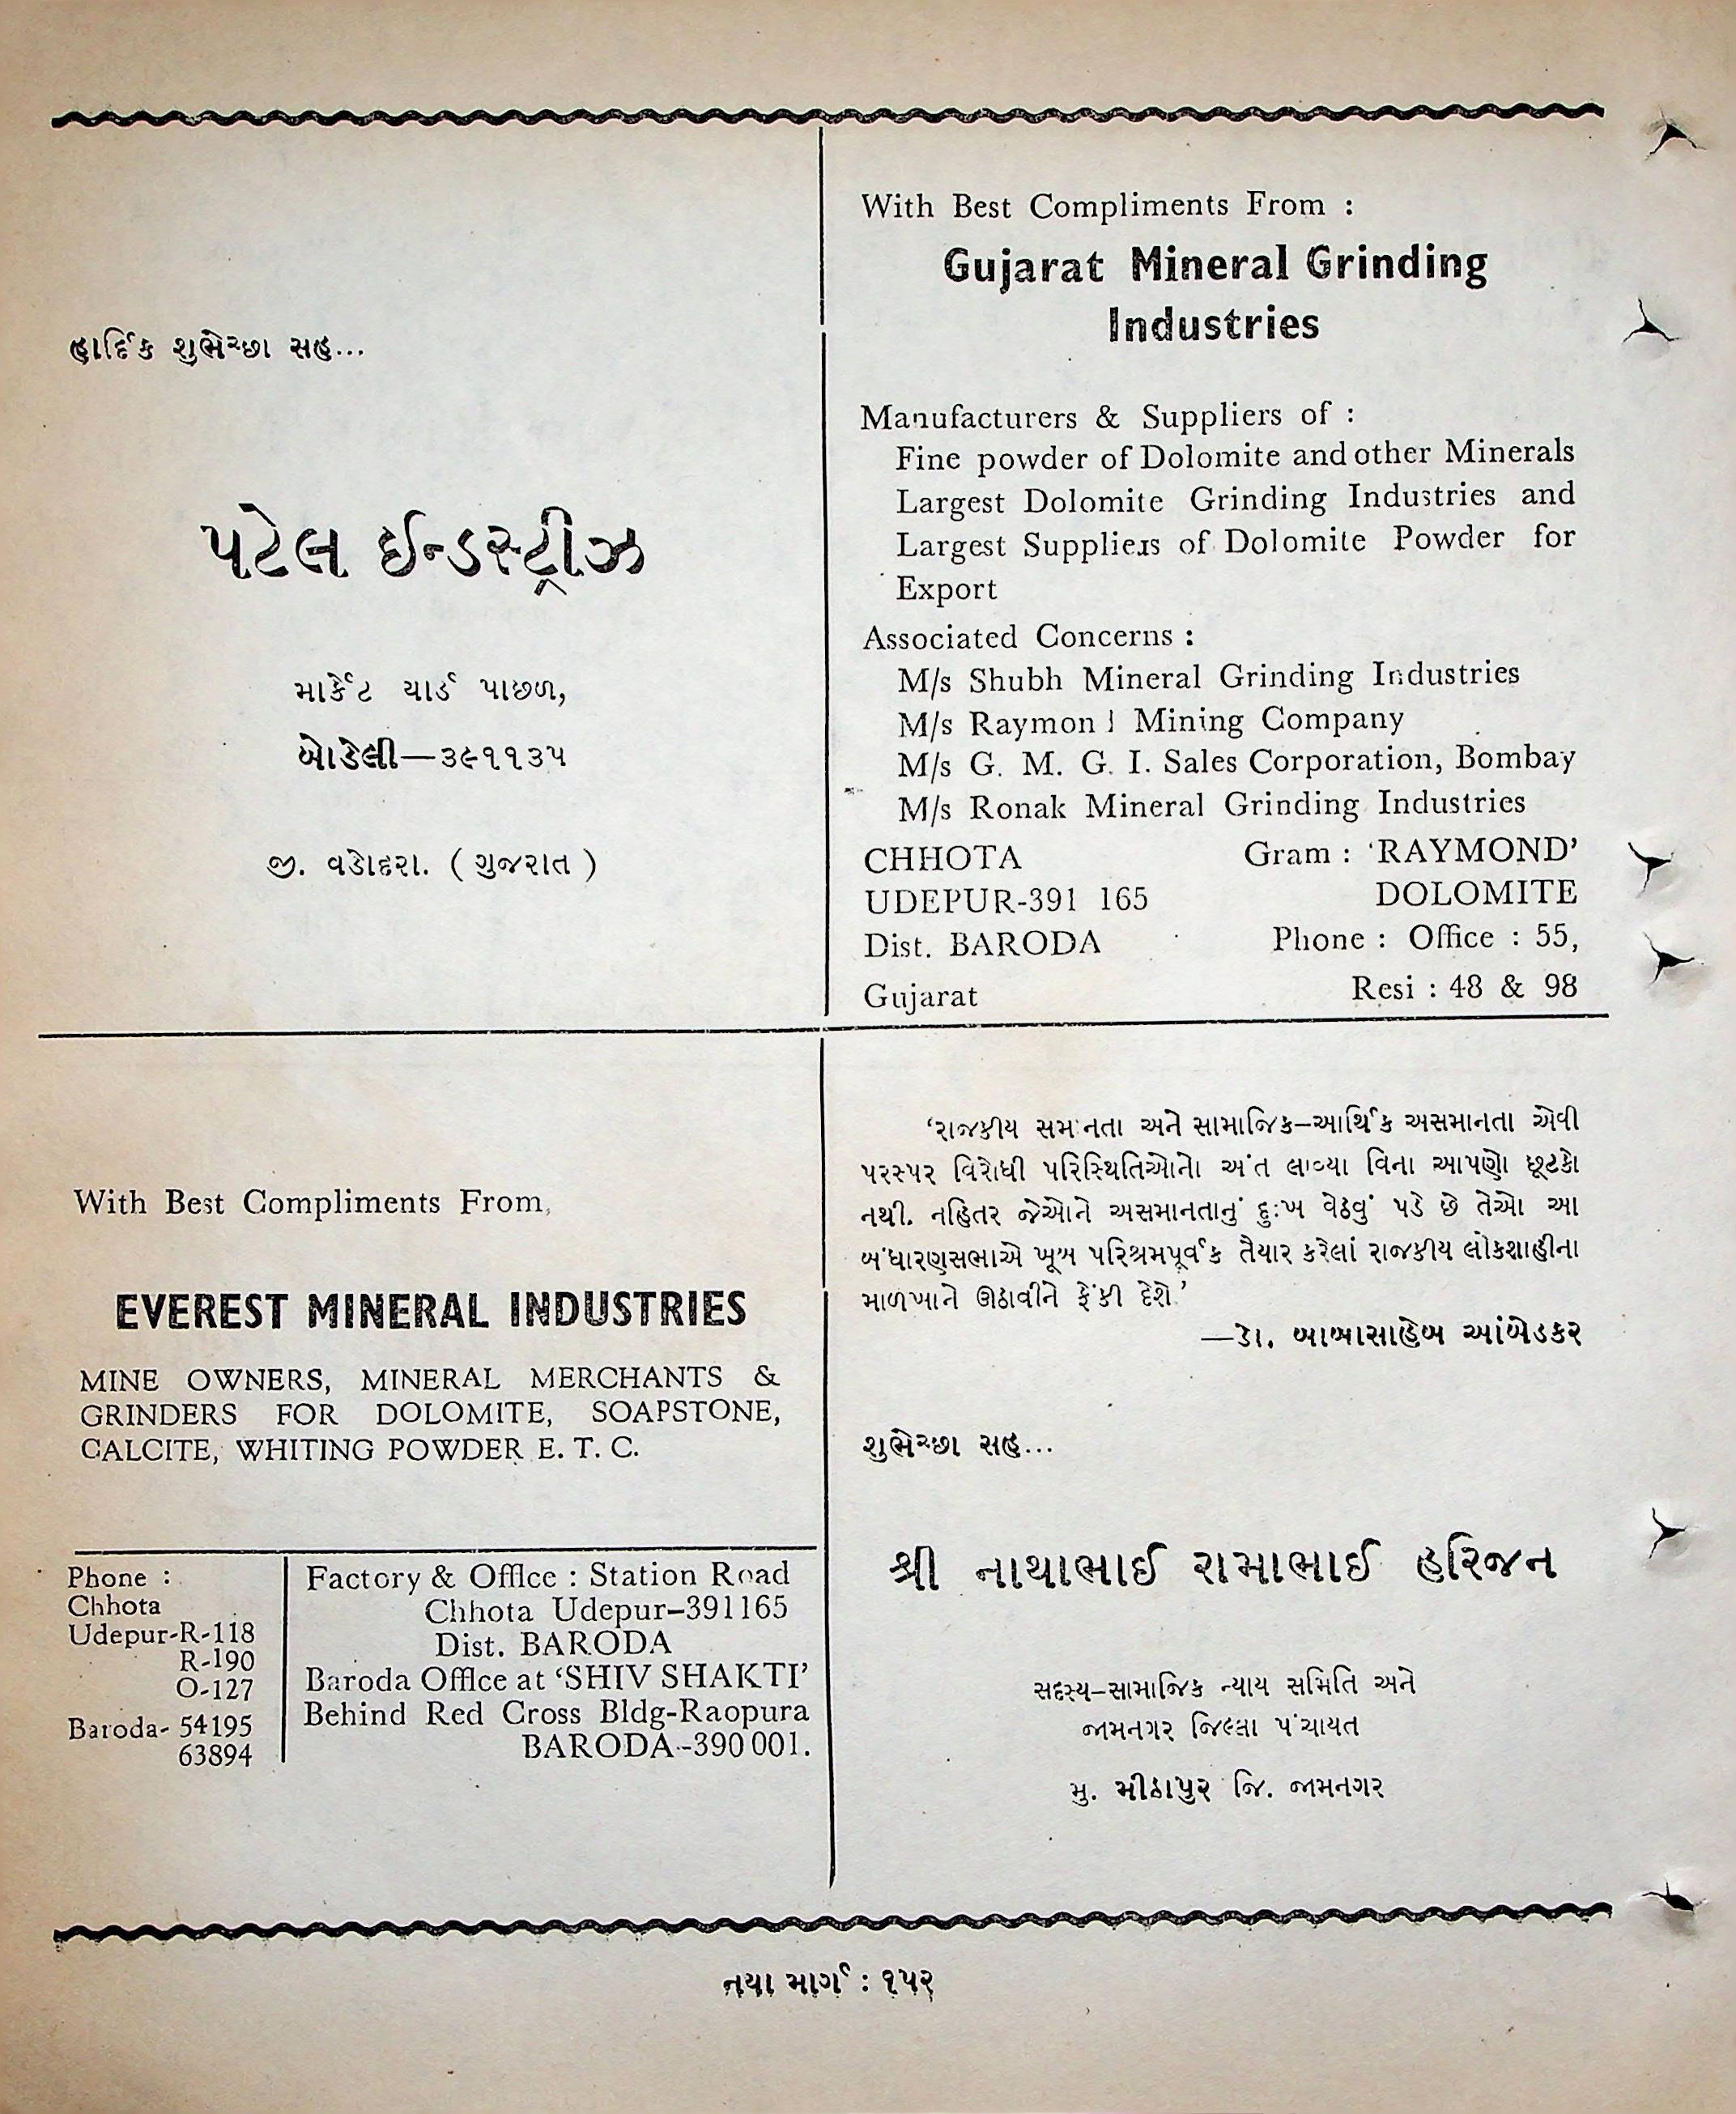 હાર્દિક શુભેચ્છા સહ...
પટેલ ઈન્ડસ્ટ્રીઝ
માર્કેટ યાર્ડ પાછળ,
બોડેલી—૩૯૧૧૩૫
જી. વડોદરા. ( ગુજરાત )
With Best Compliments From :
Gujarat Mineral Grinding
Industries
Manufacturers & Suppliers of :
Fine powder of Dolomite and other Minerals
Largest Dolomite Grinding Industries and
Largest Suppliers of Dolomite Powder for
Export
Associated Concerns :
M/s Shubh Mineral Grinding Industries
M/s Raymond Mining Company
M/s G. M. G. I. Sales Corporation, Bombay
M/s Ronak Mineral Grinding Industries
CHHOTA Gram : 'RAYMOND'
UDEPUR-391 165 DOLOMITE
Dist. BARODA Phone : Office : 55,
Gujarat Resi : 48 & 98
With Best Compliments From,
EVEREST MINERAL INDUSTRIES
MINE OWNERS, MINERAL MERCHANTS &
GRINDERS FOR DOLOMITE, SOAPSTONE,
CALCITE, WHITING POWDER E. T. C.
Phone :
Chhota
Udepur-R-118
R-190
O-127
Baroda- 54195
63894
Factory & Offlce : Station Road
Chhota Udepur–391165
Dist. BARODA
Baroda Offlce at 'SHIV SHAKTI'
Behind Red Cross Bldg-Raopura
BARODA-390 001.
'રાજકીય સમાનતા અને સામાજિક–આર્થિક અસમાનતા એવી
પરસ્પર વિરોધી પરિસ્થિતિઓનો અંત લાવ્યા વિના આપણો છૂટકો
નથી. નહિતર જેઓને અસમાનતાનું દુઃખ વેઠવું પડે છે તેઓ આ
બંધારણસભાએ ખૂબ પરિશ્રમપૂર્વક તૈયાર કરેલાં રાજકીય લોકશાહીના
માળખાને ઊઠાવીને ફેંકી દેશે.'
—ડો. બાબાસાહેબ આંબેડકર
શુભેચ્છા સહ...
શ્રી નાથાભાઈ રામાભાઈ હરિજન
સદસ્ય–સામાજિક ન્યાય સમિતિ અને
જામનગર જિલ્લા પંચાયત
મુ. મીઠાપુર જિ. જામનગર
નયા માર્ગ : ૧૫૨